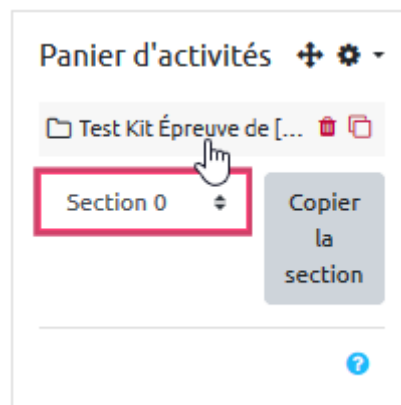 Panier d'activités
Test Kit Épreuve de [...
Section 0
Copier
la
section
?